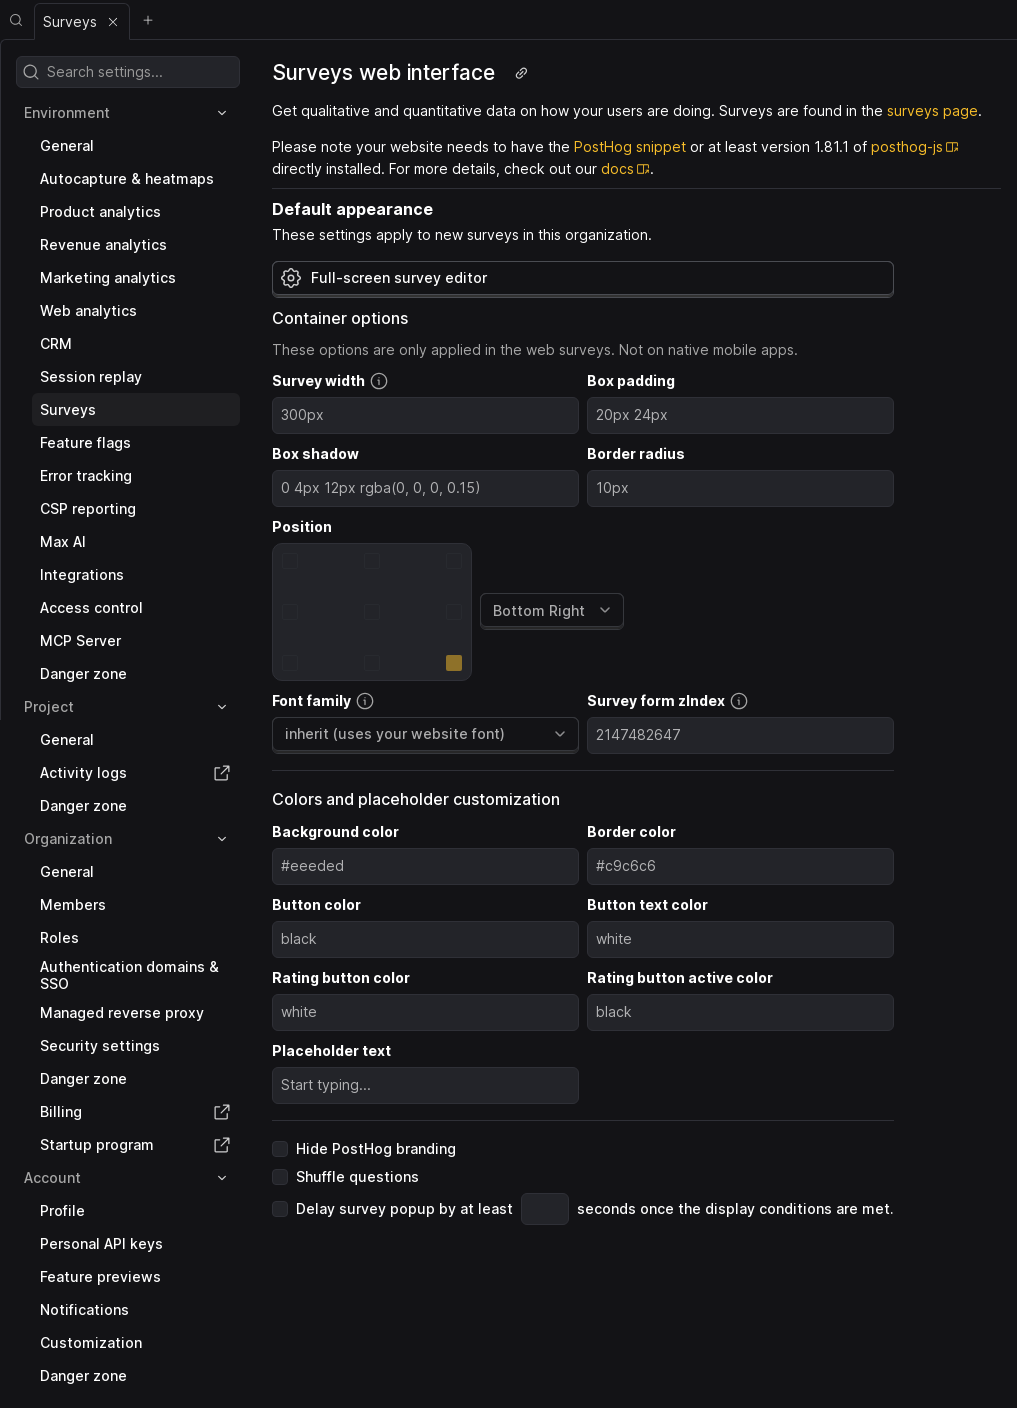 Surveys
Search settings...
Environment
General
Autocapture & heatmaps
Product analytics
Revenue analytics
Marketing analytics
Web analytics
CRM
Session replay
Surveys
Feature flags
Error tracking
CSP reporting
Max AI
Integrations
Access control
MCP Server
Danger zone
Project
General
Activity logs
Danger zone
Organization
General
Members
Roles
Authentication domains &
SSO
Managed reverse proxy
Security settings
Danger zone
Billing
Startup program
Account
Profile
Personal API keys
Feature previews
Notifications
Customization
Danger zone
Surveys web interface
Get qualitative and quantitative data on how your users are doing. Surveys are found in the surveys page.
Please note your website needs to have the PostHog snippet or at least version 1.81.1 of posthog-js
directly installed. For more details, check out our docs.
Default appearance
These settings apply to new surveys in this organization.
Full-screen survey editor
Container options
These options are only applied in the web surveys. Not on native mobile apps.
Survey width
Box padding
300px
20px 24px
Box shadow
Border radius
0 4px 12px rgba(0, 0, 0, 0.15)
10px
Position
Bottom Right
Font family
Survey form zIndex
inherit (uses your website font)
2147482647
Colors and placeholder customization
Background color
Border color
#eeeded
#c9c6c6
Button color
Button text color
black
white
Rating button color
Rating button active color
white
black
Placeholder text
Start typing...
Hide PostHog branding
Shuffle questions
Delay survey popup by at least seconds once the display conditions are met.